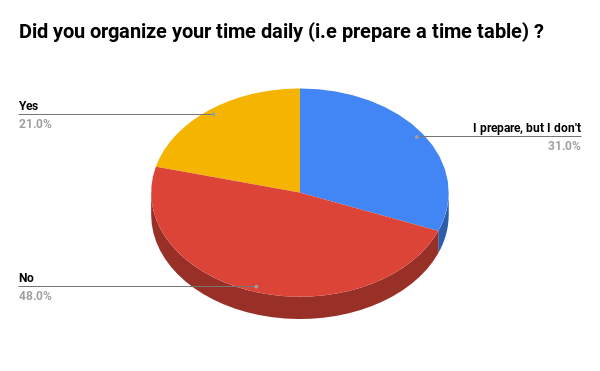 Did you organize your time daily (i.e prepare a time table) ?
Yes
21.0%
I prepare, but I don't
31.0%
No
48.0%